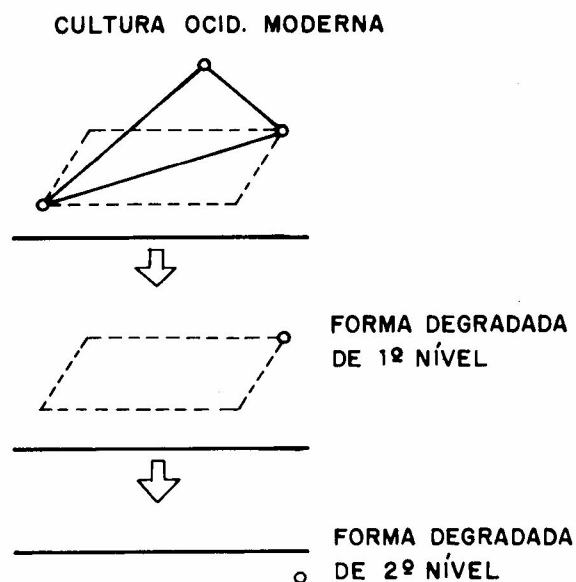 CULTURA OCID. MODERNA
FORMA DEGRADADA
DE 1º NÍVEL
FORMA DEGRADADA
DE 2º NÍVEL